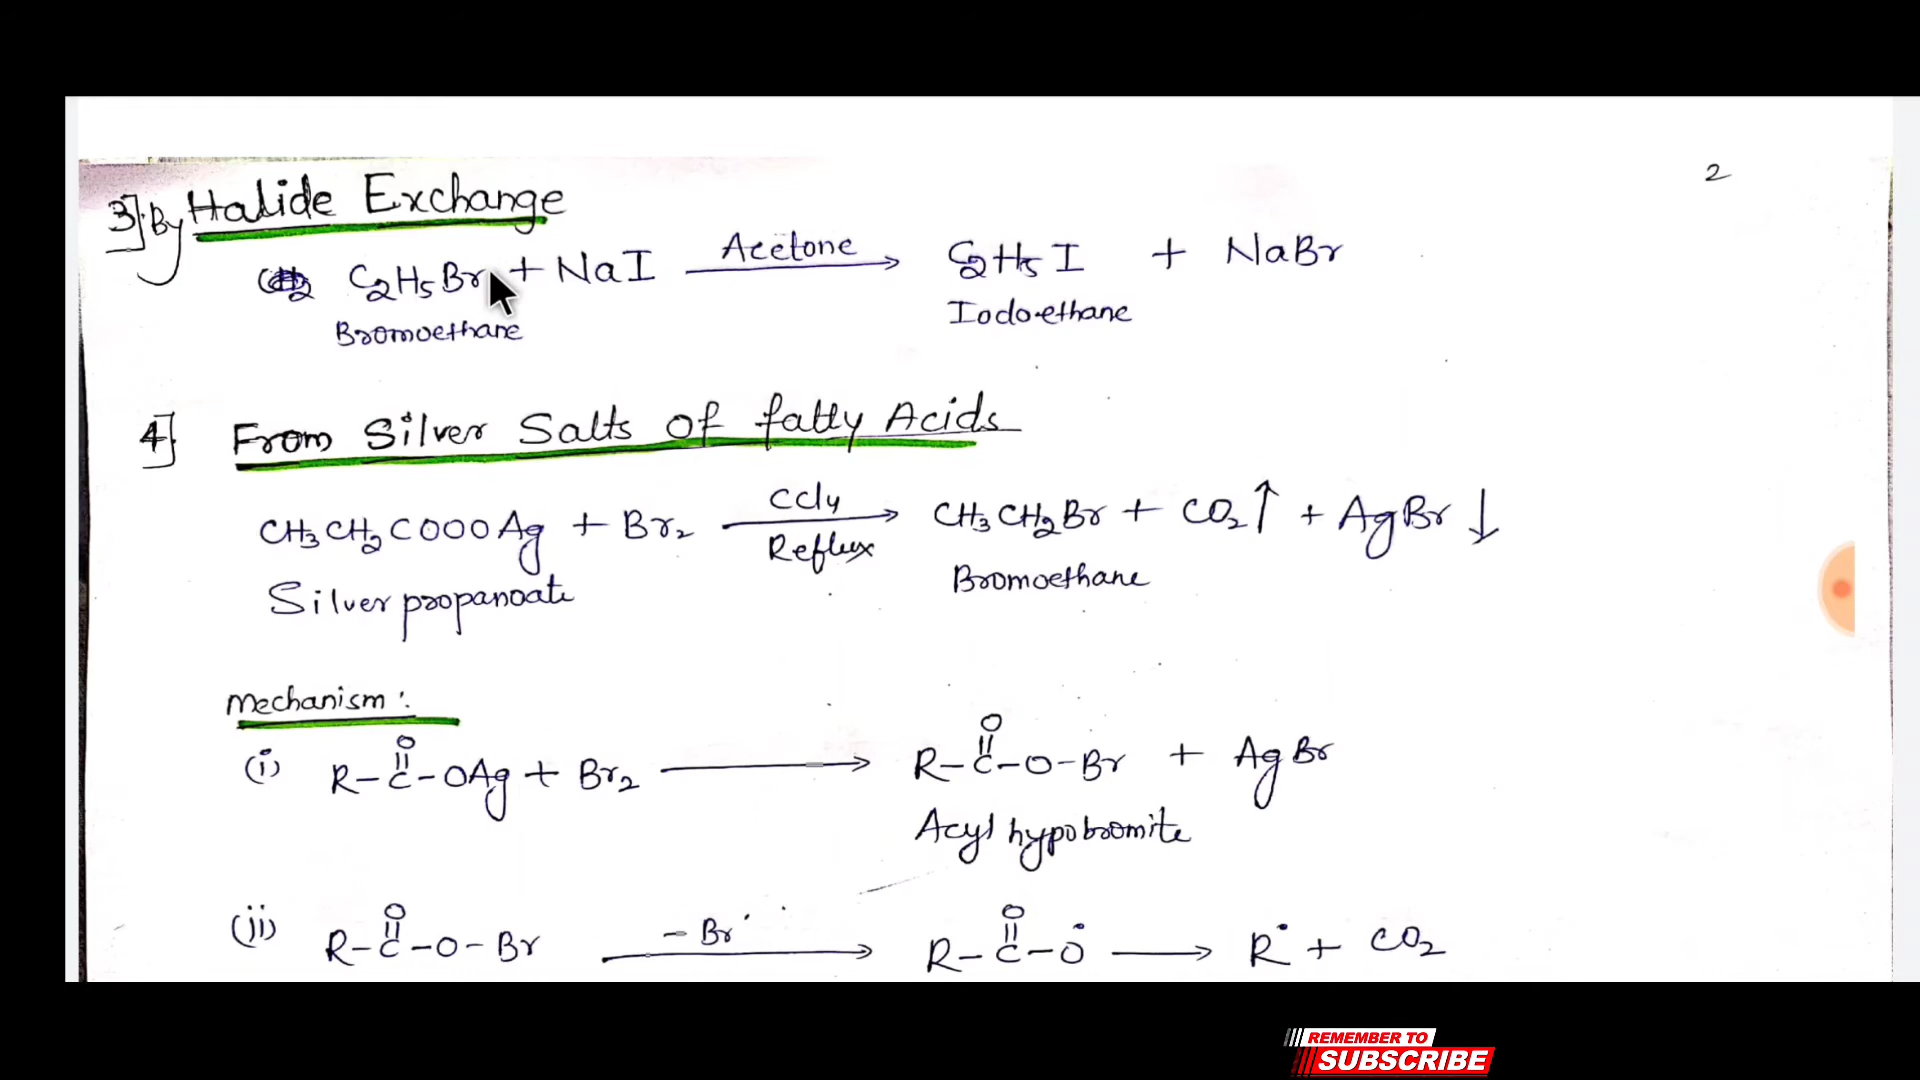 2
3]. By Halide Exchange
C2H5Br + NaI Acetone → C2H5I + NaBr
Bromoethane Iodoethane
4]. From Silver Salts of fatty Acids
CH3CH2COOOAg + Br2 CCl4 Reflux → CH3CH2Br + CO2↑ + AgBr↓
Silver propanoate Bromoethane
Mechanism :
O O
(i) R-C-OAg + Br2 → R-C-O-Br + AgBr
Acyl hypobromite
O O
(ii) R-C-O-Br -Br• → R-C-O• → R• + CO2
REMEMBER TO
SUBSCRIBE